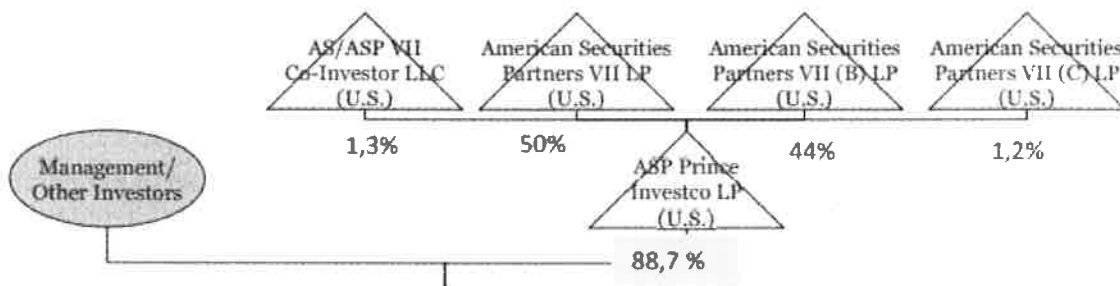 AS/ASP VII
Co-Investor LLC
(U.S.)
American Securities
Partners VII LP
(U.S.)
American Securities
Partners VII (B) LP
(U.S.)
American Securities
Partners VII (C) LP
(U.S.)
1,3%
50%
44%
1,2%
Management/
Other Investors
ASP Prince
Investco LP
(U.S.)
88,7 %